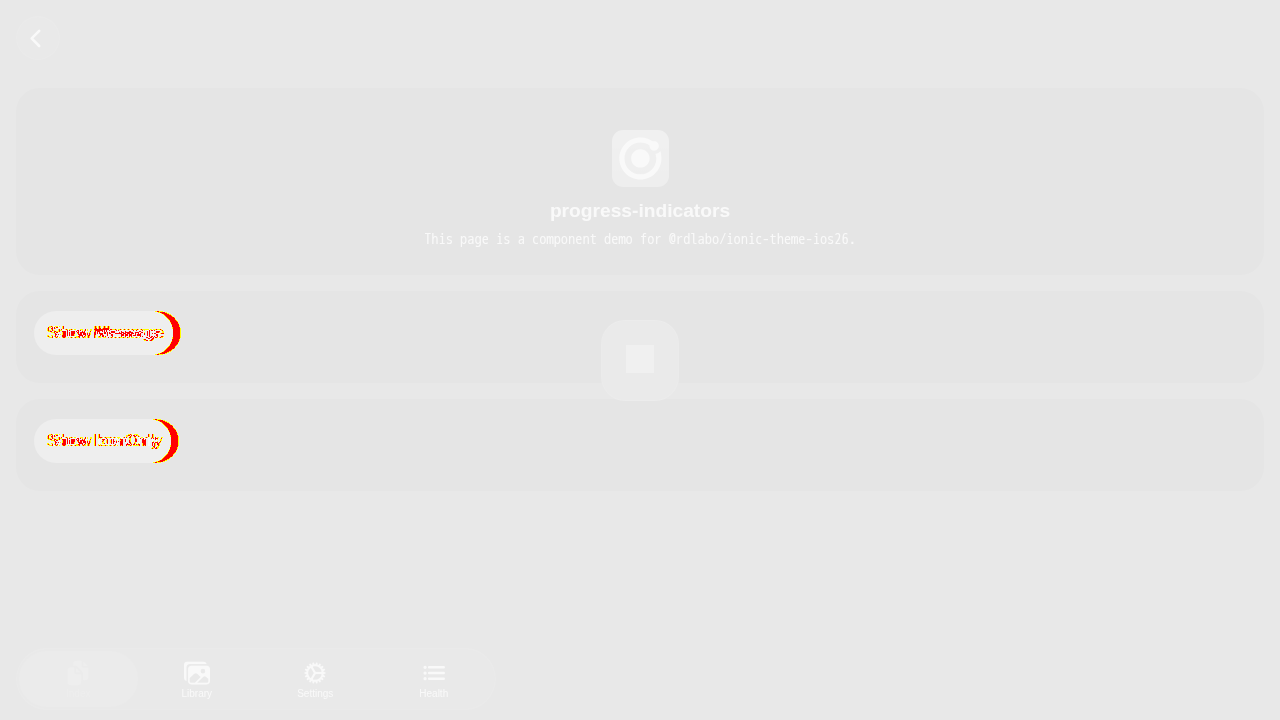 progress-indicators
This page is a component demo for @rdlabo/ionic-theme-ios26.
Show Message
Show Icon Only
Library
Settings
Health